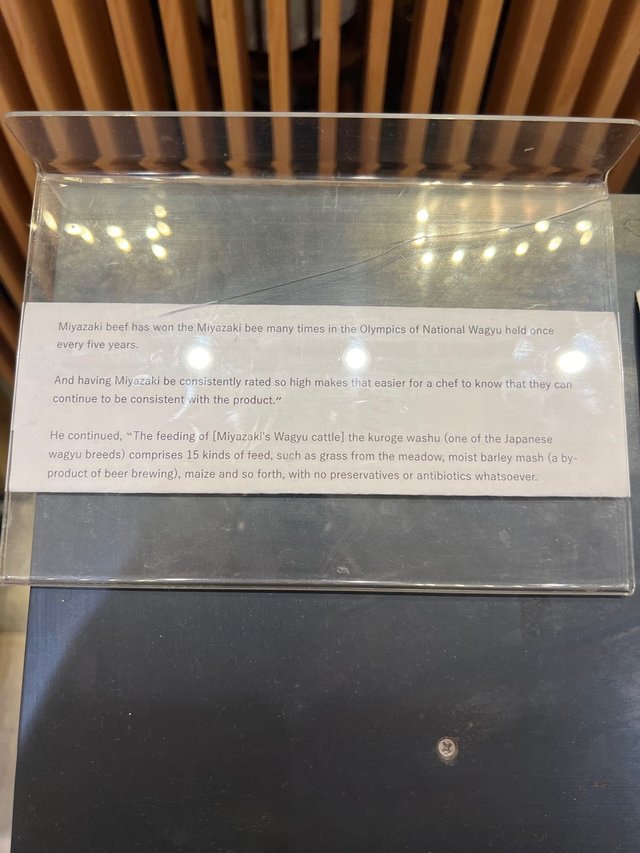 Miyazaki beef has won the Miyazaki bee many times in the Olympics of National Wagyu held once
every five years.
And having Miyazaki be consistently rated so high makes that easier for a chef to know that they can
continue to be consistent with the product.“
He continued, “The feeding of [Miyazaki's Wagyu cattle] the kuroge washu (one of the Japanese
wagyu breeds) comprises 15 kinds of feed, such as grass from the meadow, moist barley mash (a by-
product of beer brewing), maize and so forth, with no preservatives or antibiotics whatsoever.